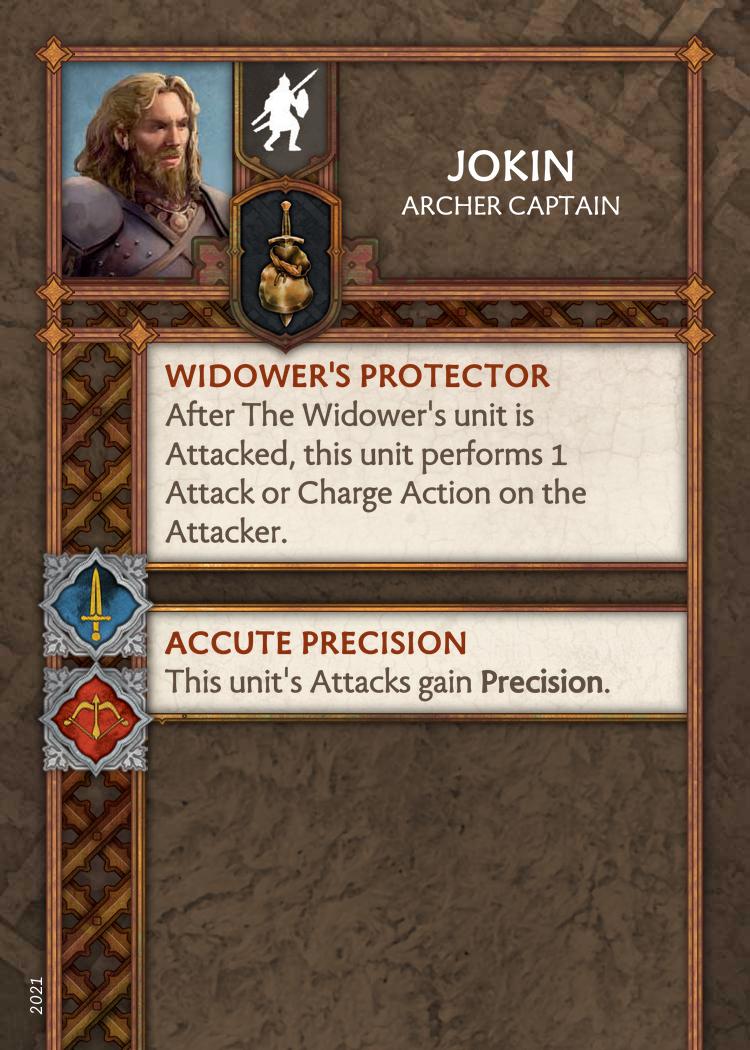 JOKIN
ARCHER CAPTAIN
WIDOWER'S PROTECTOR
After The Widower's unit is
Attacked, this unit performs 1
Attack or Charge Action on the
Attacker.
ACCUTE PRECISION
This unit's Attacks gain Precision.
2021